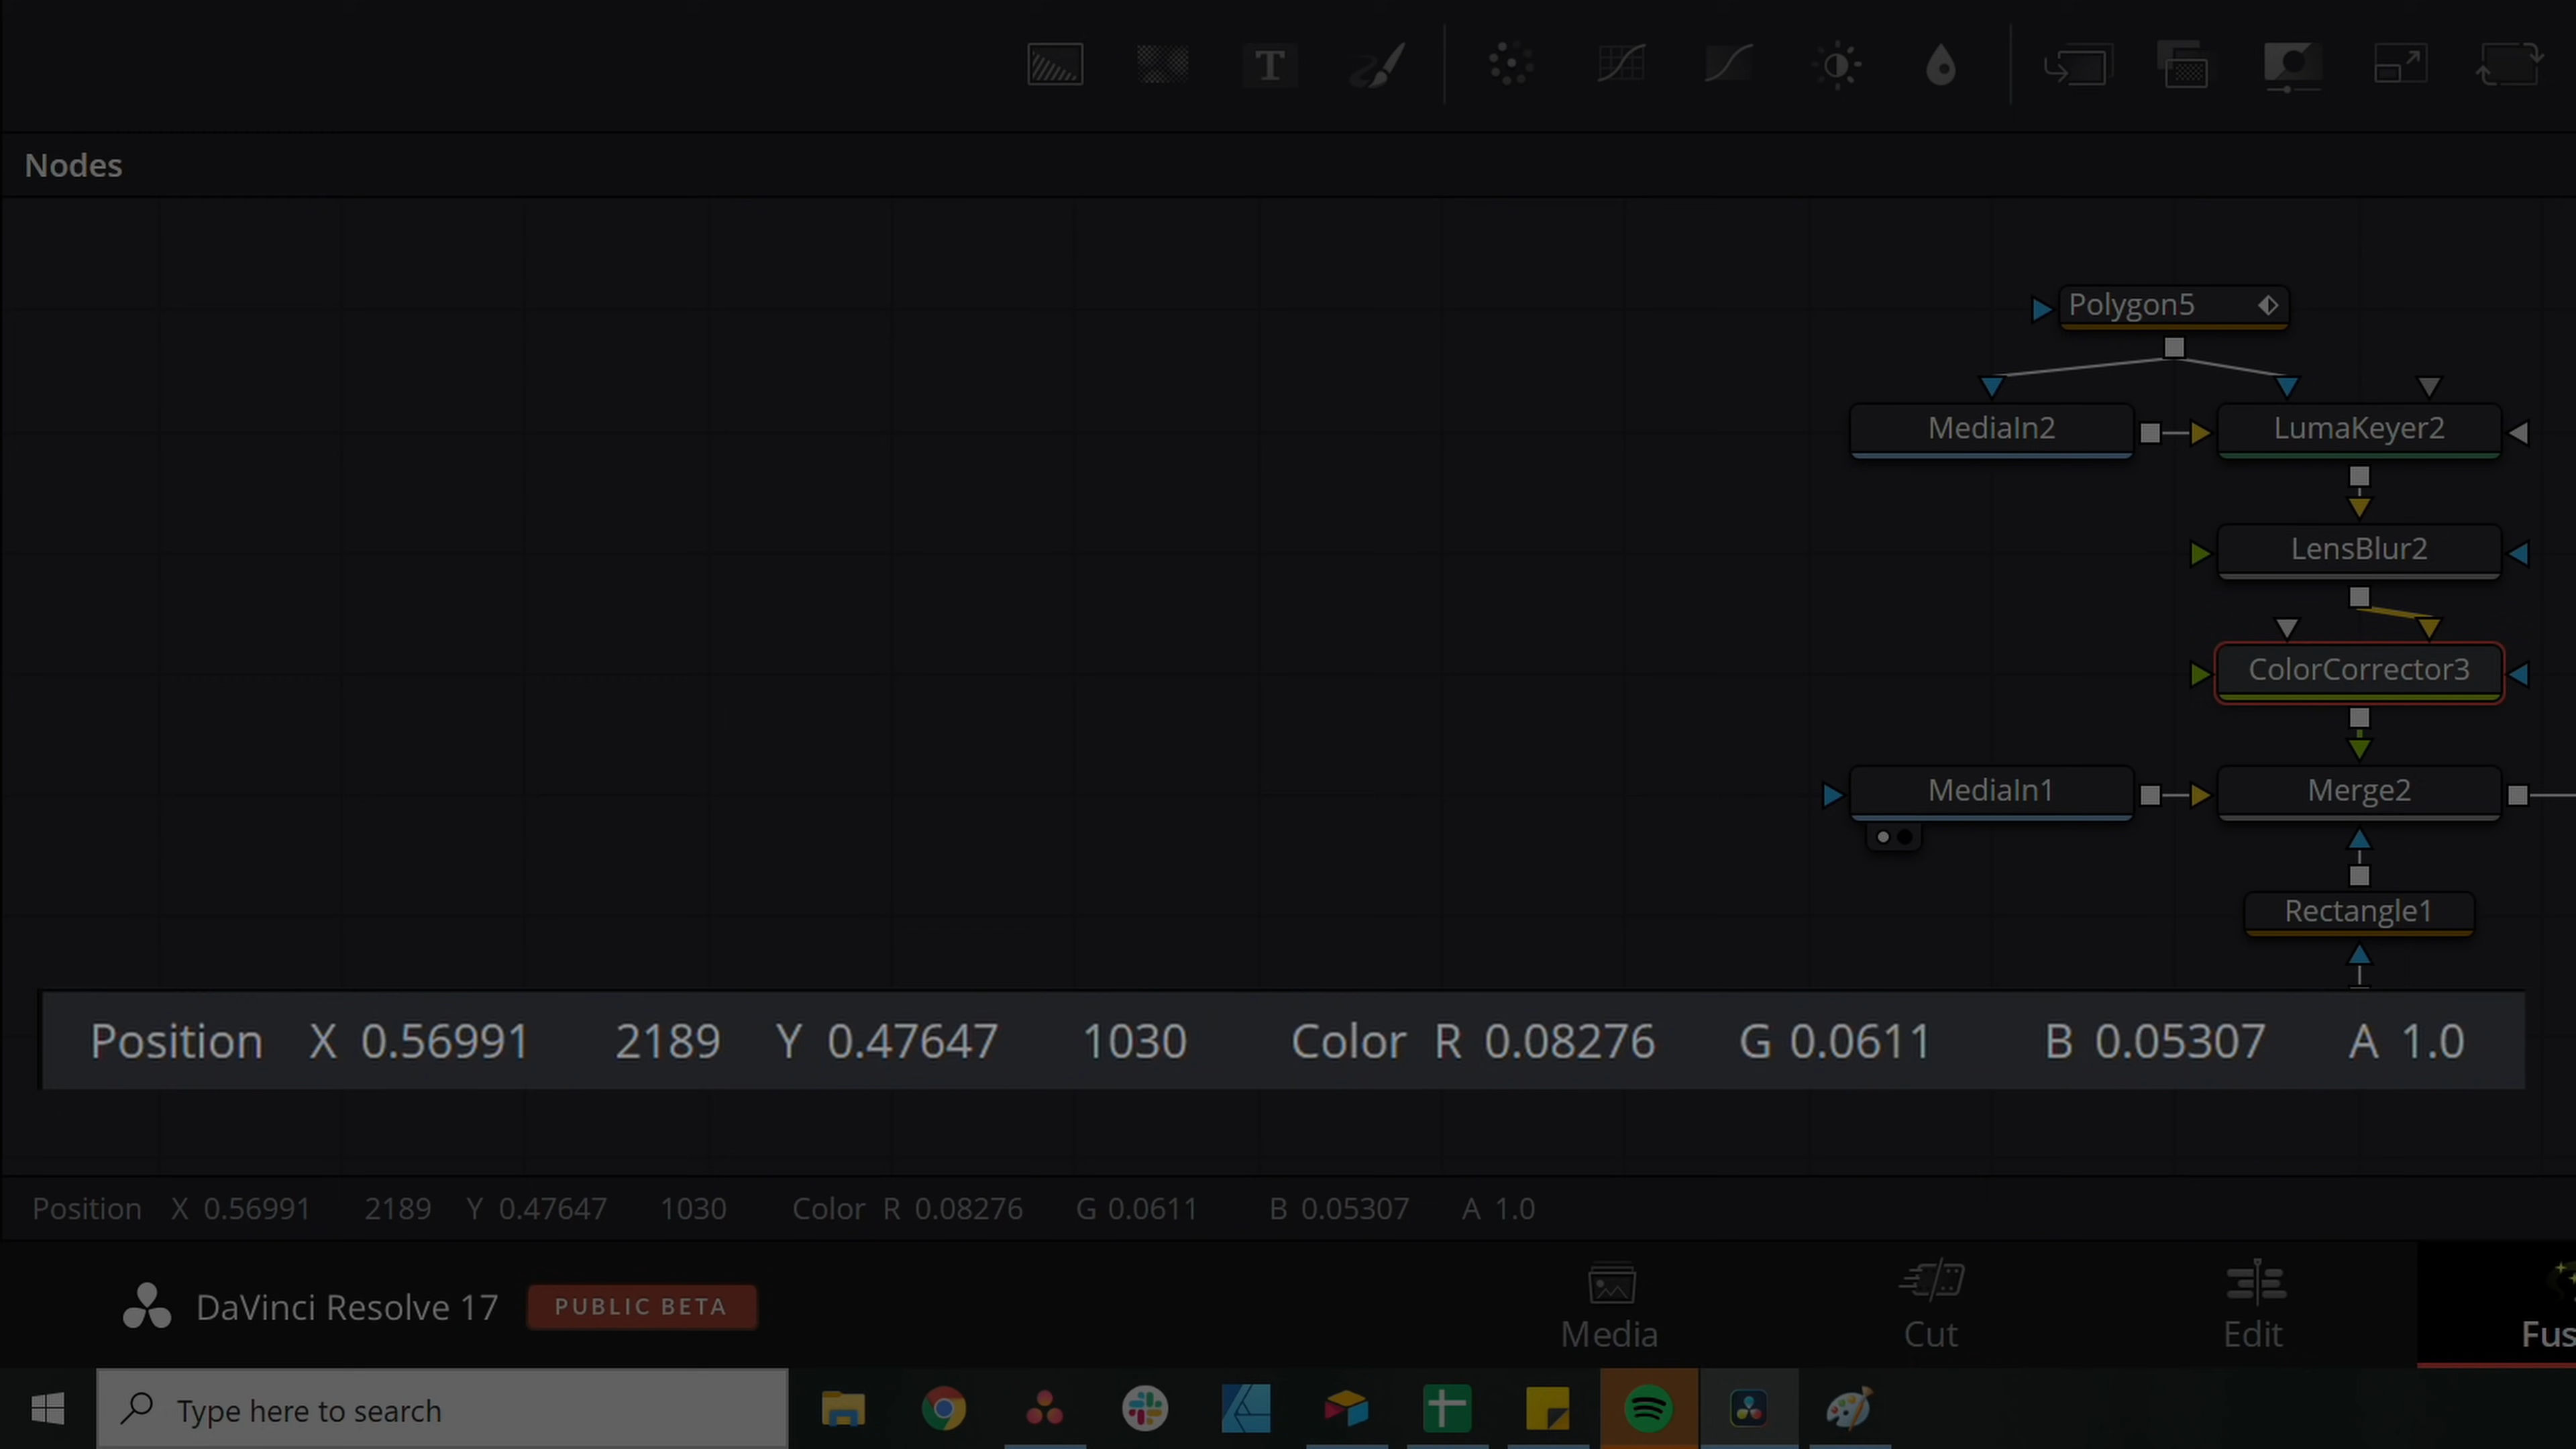 T
Nodes
Polygon5
MediaIn2
LumaKeyer2
LensBlur2
ColorCorrector3
MediaIn1
Merge2
Rectangle1
Position X 0.56991 2189 Y 0.47647 1030 Color R 0.08276 G 0.0611 B 0.05307 A 1.0
Position X 0.56991 2189 Y 0.47647 1030 Color R 0.08276 G 0.0611 B 0.05307 A 1.0
DaVinci Resolve 17 PUBLIC BETA
Media Cut Edit Fus
Type here to search